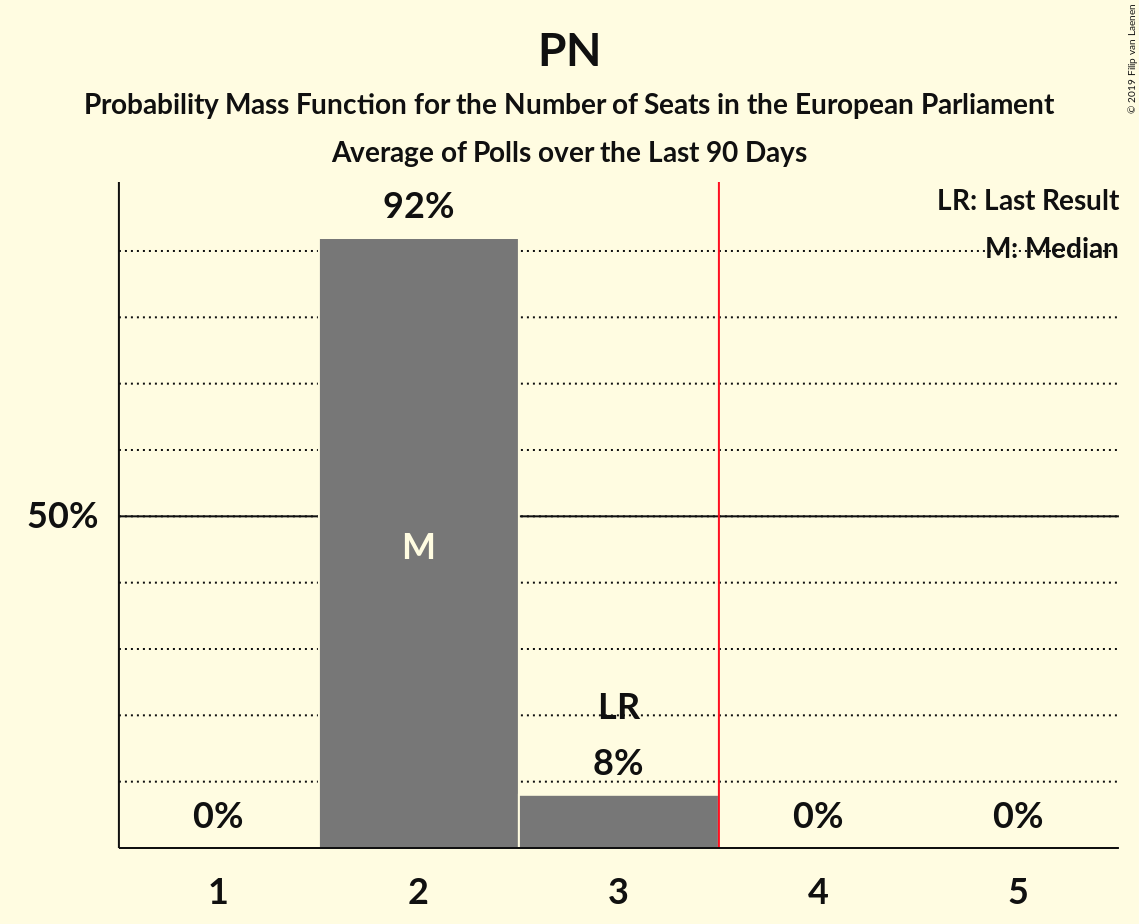 PN
Probability Mass Function for the Number of Seats in the European Parliament
Average of Polls over the Last 90 Days
© 2019 Filip van Laenen
LR: Last Result
M: Median
92%
50%
M
LR
8%
0%
0%
0%
1 2 3 4 5